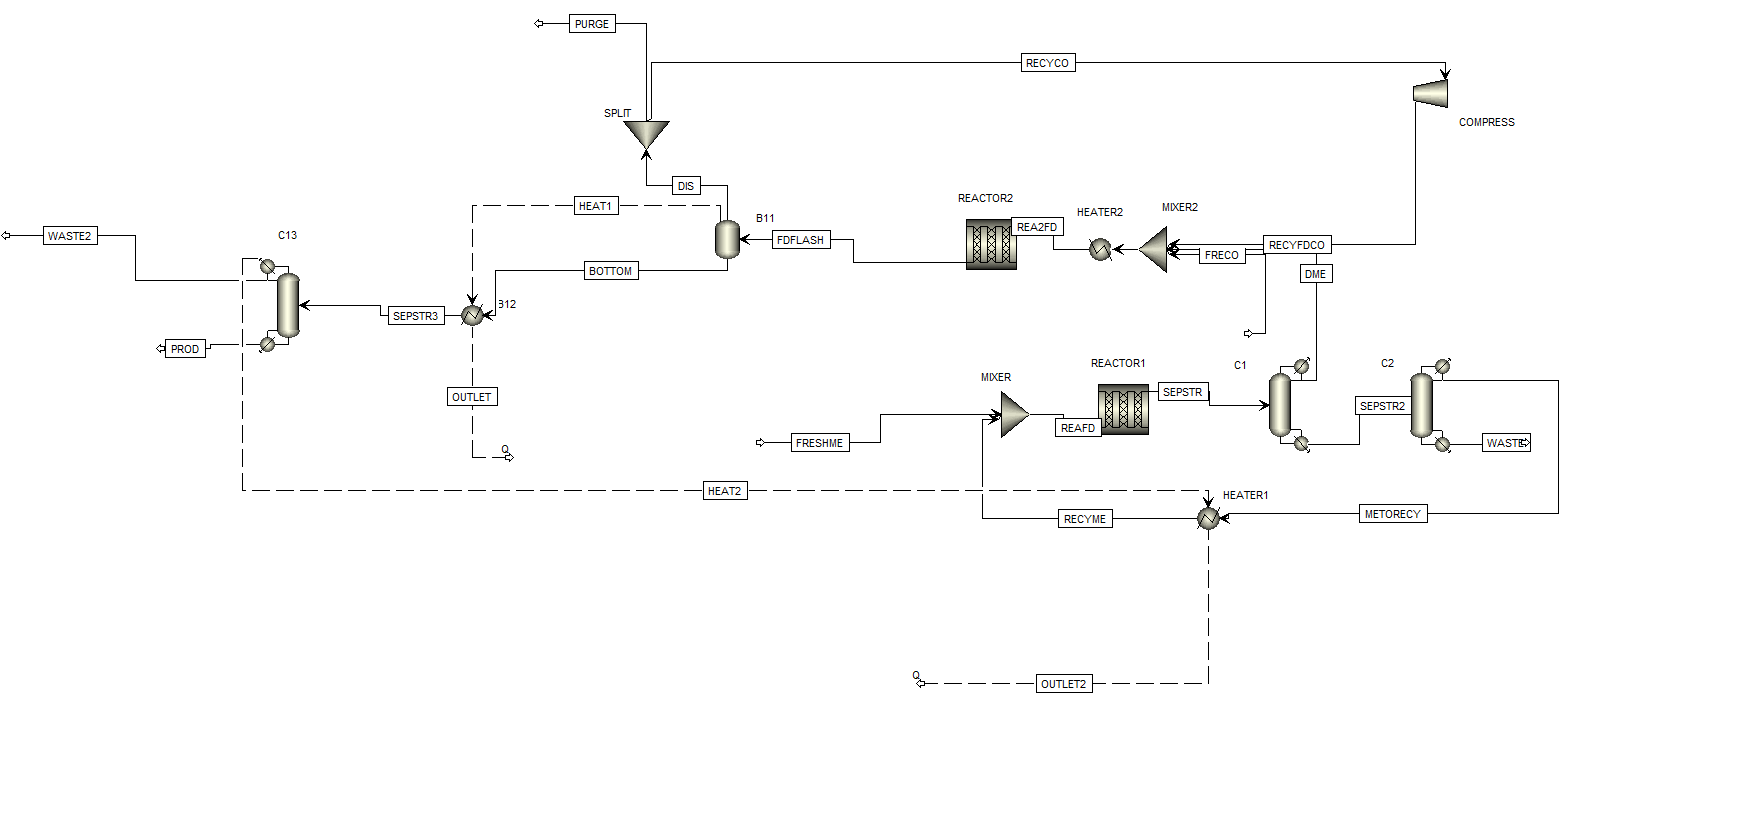 PURGE
RECYCO
SPLIT
COMPRESS
DIS
REACTOR2
HEATER2
MIXER2
HEAT1
B11
REA2FD
WASTE2
C13
FDFLASH
RECYFDCO
FRECO
BOTTOM
DME
B12
SEPSTR3
PROD
REACTOR1
C1
C2
MIXER
SEPSTR
OUTLET
SEPSTR2
REAFD
FRESHME
WASTE
Q
HEAT2
HEATER1
RECYME
METORECY
Q
OUTLET2